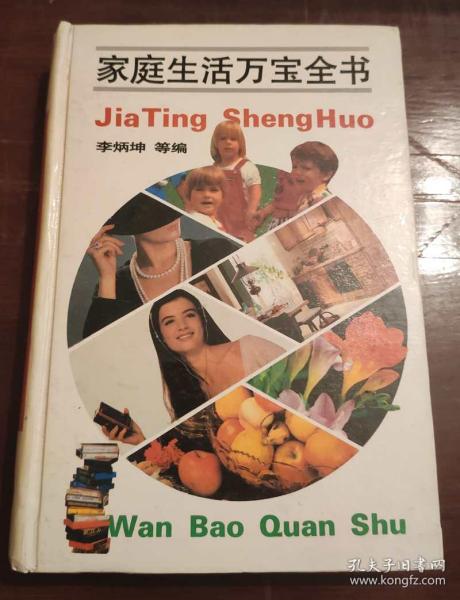 家庭生活万宝全书
JiaTing ShengHuo
李炳坤 等编
Wan Bao Quan Shu
孔夫子旧书网
www.kongfz.com